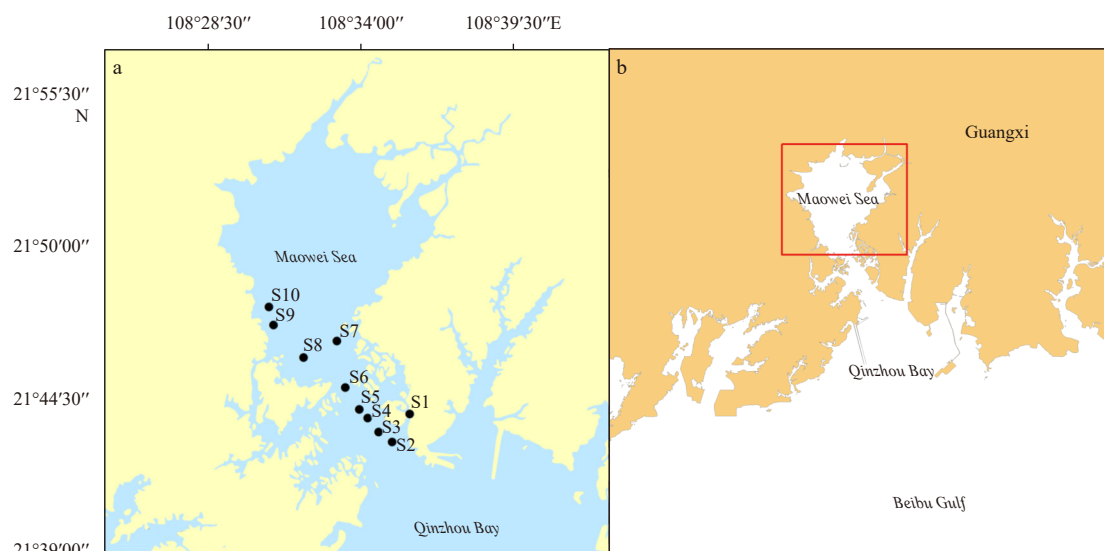 108°28′30″
108°34′00″
108°39′30″E
a
b
21°55′30″
N
Guangxi
Maowei Sea
21°50′00″
Maowei Sea
S10
S9
S7
S8
S6
S5
S4
S1
S3
S2
21°44′30″
Qinzhou Bay
Beibu Gulf
Qinzhou Bay
21°39′00″